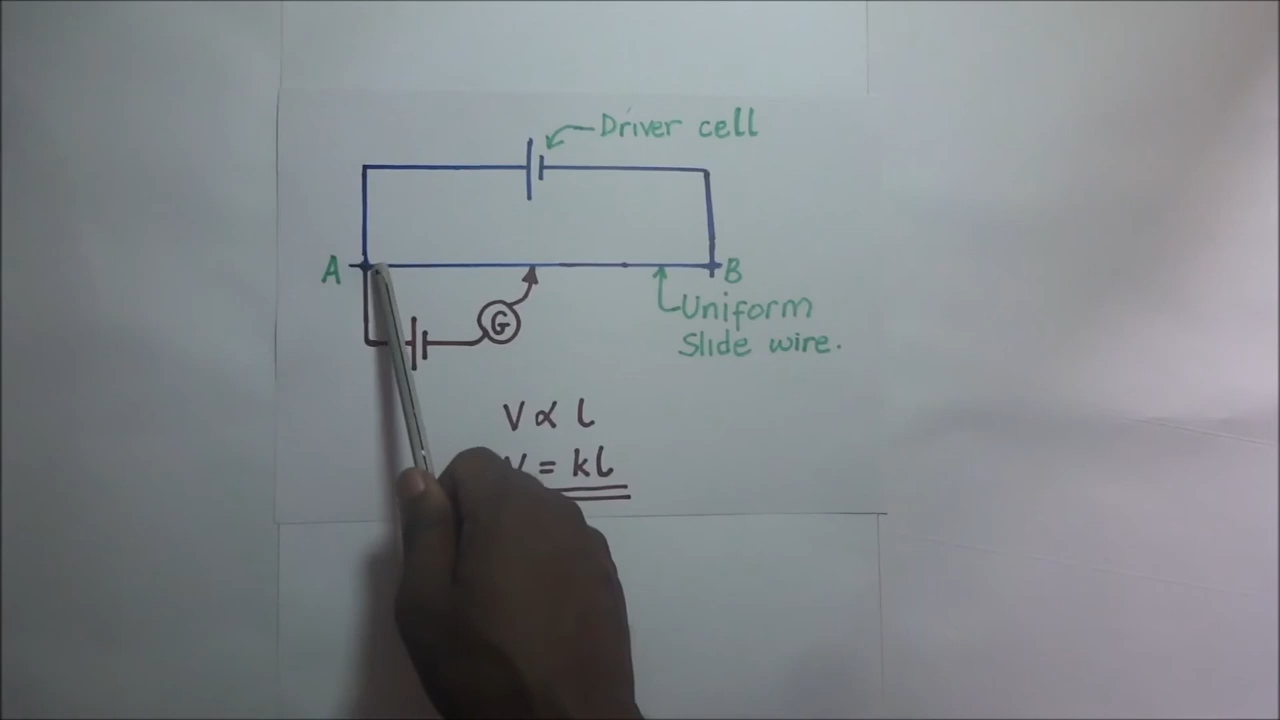 Driver cell
A
B
G
Uniform
Slide wire.
V ∝ l
V = kl